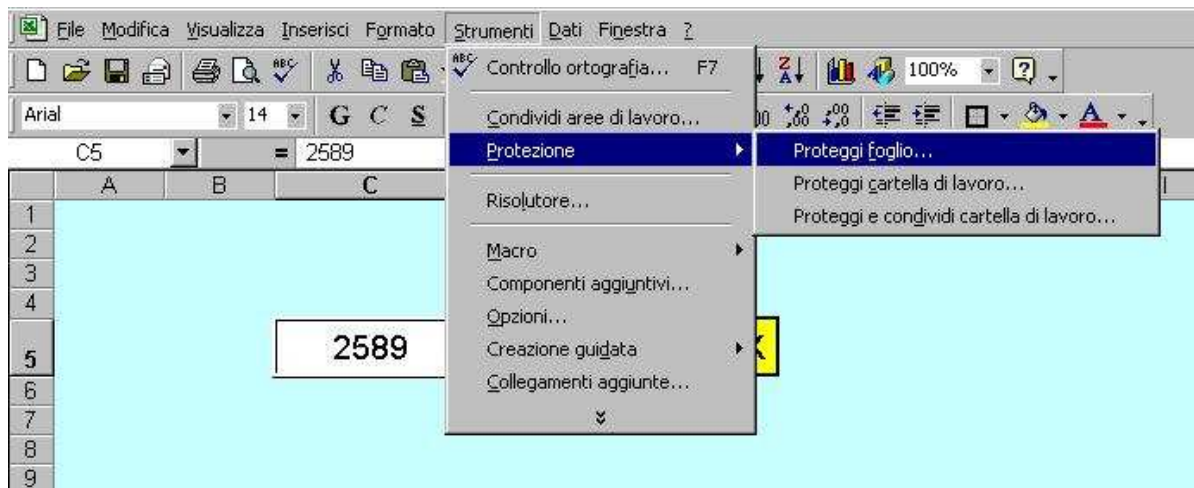 File Modifica Visualizza Inserisci Formato Strumenti Dati Finestra ?
ABC ABC Controllo ortografia... F7 100%
Arial 14 G C S Condividi aree di lavoro...
C5 = 2589 Protezione Proteggi foglio...
A B C Proteggi cartella di lavoro... I
Risolutore... Proteggi e condividi cartella di lavoro...
1
2 Macro
3 Componenti aggiuntivi...
4 Opzioni...
5 2589 Creazione guidata
6 Collegamenti aggiunte...
7
8
9